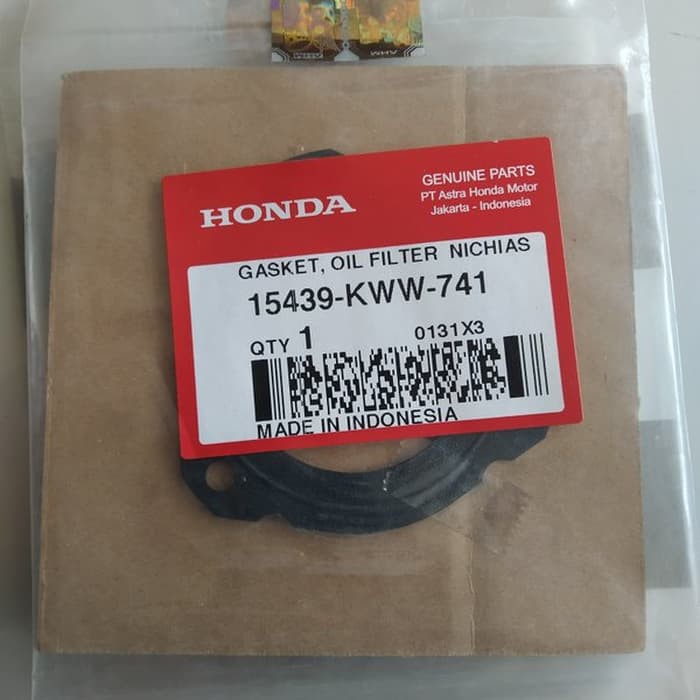 HONDA
GENUINE PARTS
PT Astra Honda Motor
Jakarta - Indonesia
GASKET, OIL FILTER NICHIAS
15439-KWW-741
QTY 1 0131X3
MADE IN INDONESIA